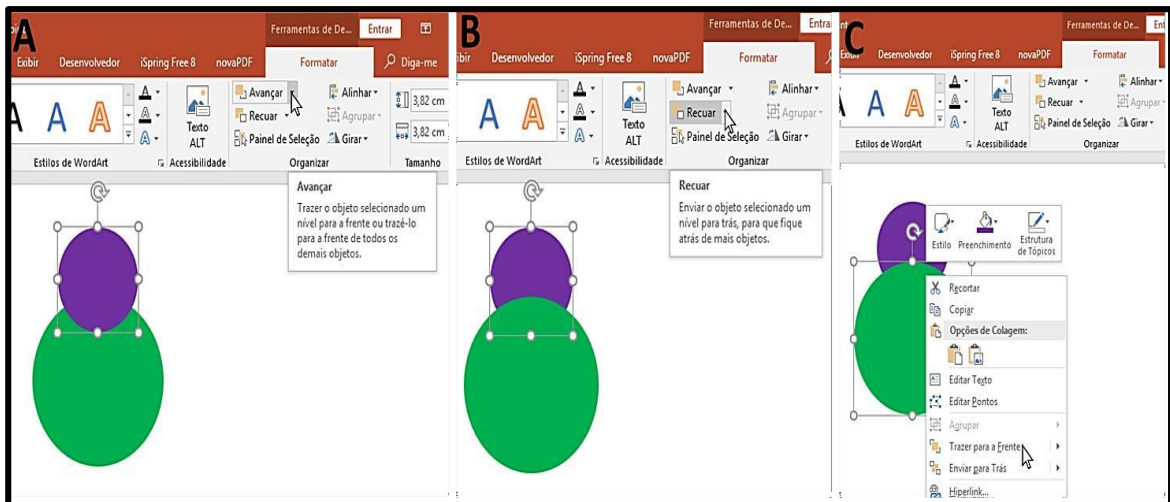 A
Ferramentas de De... Entrar
Exibir Desenvolvedor iSpring Free 8 novaPDF Formatar Diga-me
A A A
Texto ALT
Avançar
Recuar
Painel de Seleção
Alinhar
Agrupar
Girar
3,82 cm
3,82 cm
Estilos de WordArt Acessibilidade Organizar Tamanho
Avançar
Trazer o objeto selecionado um
nível para a frente ou trazê-lo
para a frente de todos os
demais objetos.
B
Ferramentas de De... Entra
ibir Desenvolvedor iSpring Free 8 novaPDF Formatar
A A A
Texto ALT
Avançar
Recuar
Painel de Seleção
Alinhar
Agrupar
Girar
Estilos de WordArt Acessibilidade Organizar
Recuar
Enviar o objeto selecionado um
nível para trás, para que fique
atrás de mais objetos.
C
Ferramentas de De... Ent
Desenvolvedor iSpring Free 8 novaPDF Formatar
A A A
Texto ALT
Avançar
Recuar
Painel de Seleção
Alinhar
Agrupar
Girar
Estilos de WordArt Acessibilidade Organizar
Estilo Preenchimento Estrutura
de Tópicos
Recortar
Copiar
Opções de Colagem:
Editar Texto
Editar Pontos
Agrupar
Trazer para a Frente
Enviar para Trás
Hiperlink...